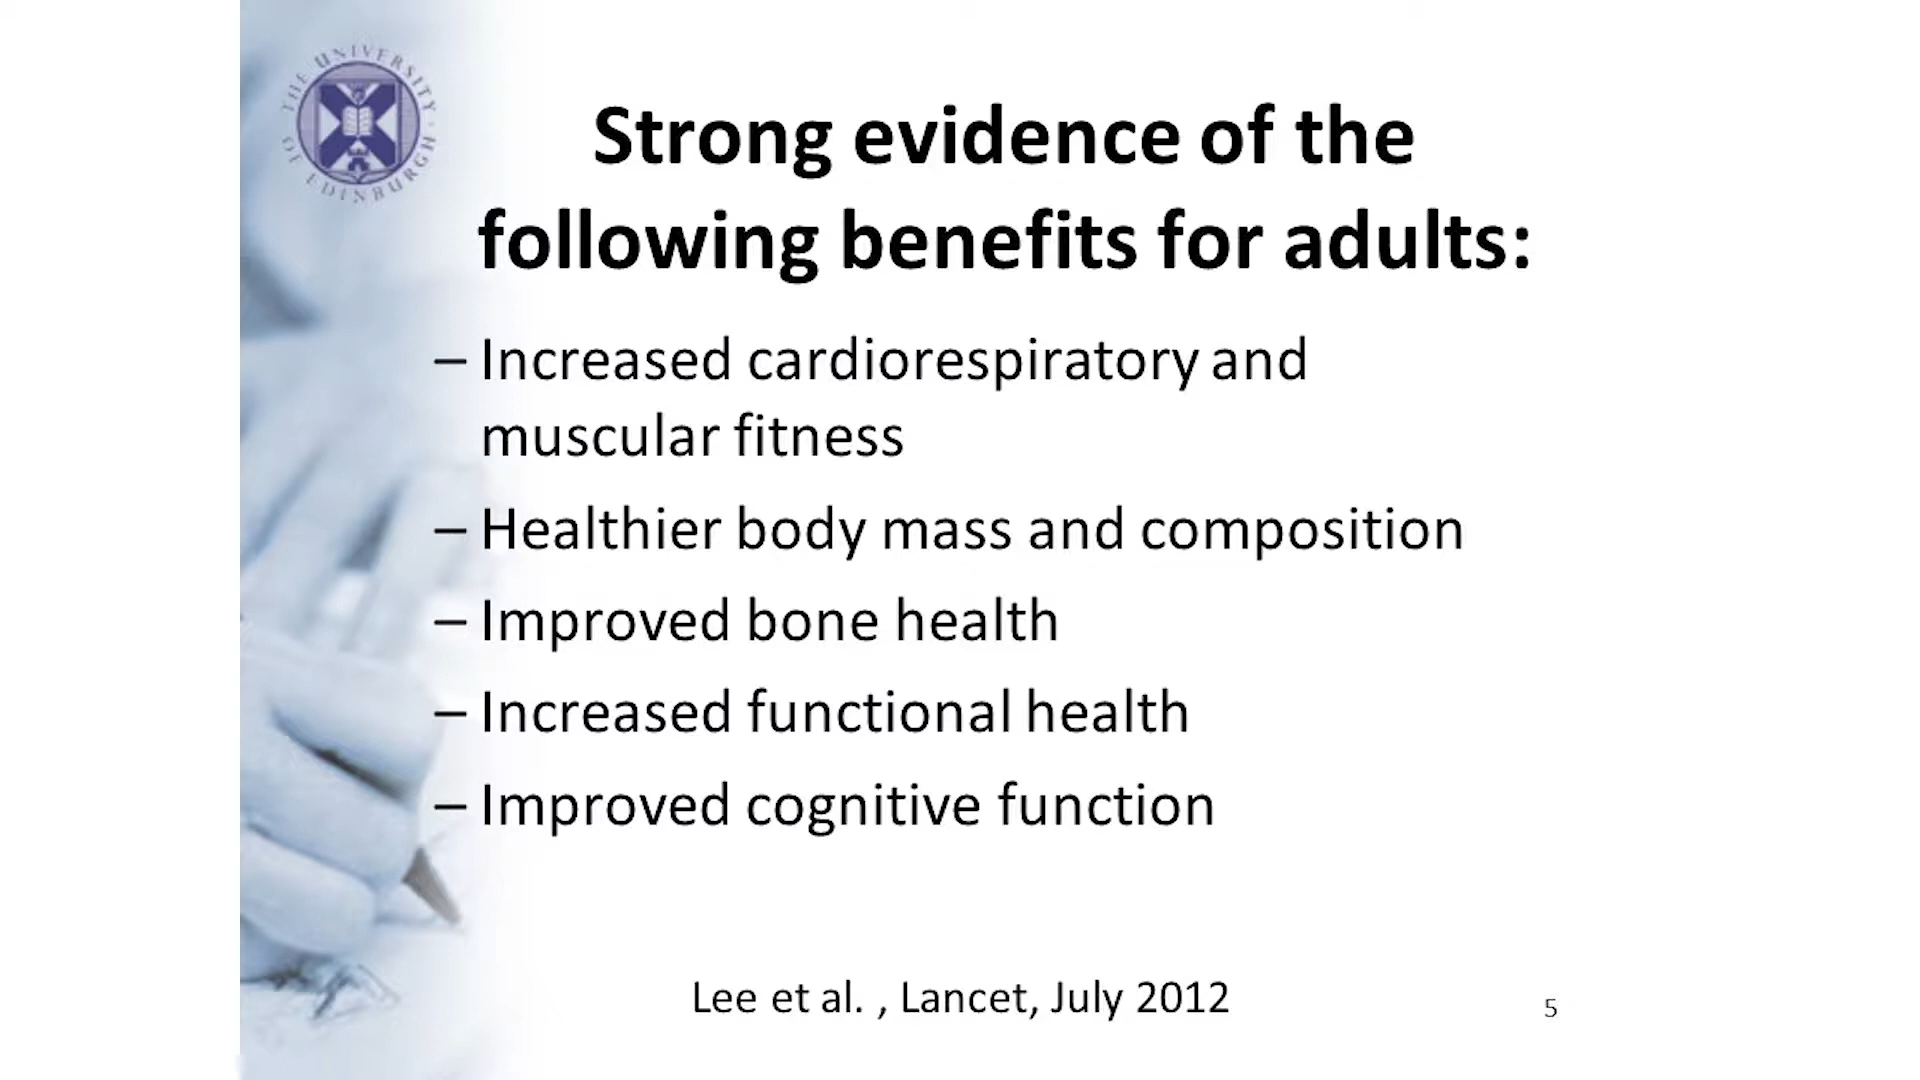 THE UNIVERSITY OF EDINBURGH
Strong evidence of the
following benefits for adults:
– Increased cardiorespiratory and
muscular fitness
– Healthier body mass and composition
– Improved bone health
– Increased functional health
– Improved cognitive function
Lee et al. , Lancet, July 2012
5